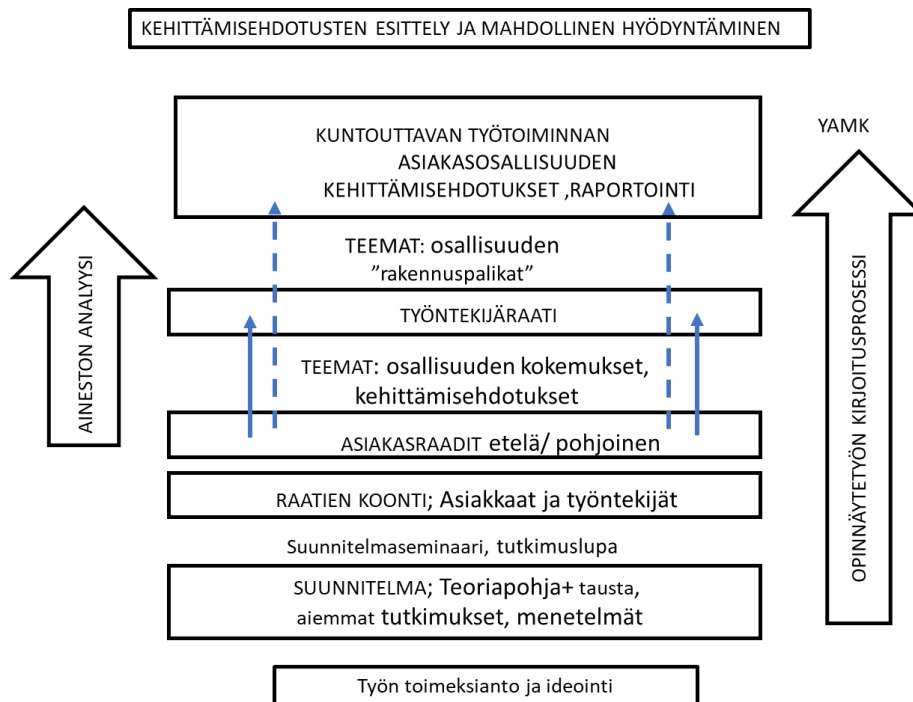 KEHITTÄMISEHDOTUSTEN ESITTELY JA MAHDOLLINEN HYÖDYNTÄMINEN
KUNTOUTTAVAN TYÖTOIMINNAN
ASIAKASOSALLISUUDEN
KEHITTÄMISEHDOTUKSET ,RAPORTOINTI
YAMK
TEEMAT: osallisuuden
”rakennuspalikat”
TYÖNTEKIJÄRAATI
TEEMAT: osallisuuden kokemukset,
kehittämisehdotukset
ASIAKASRAADIT etelä/ pohjoinen
RAATIEN KOONTI; Asiakkaat ja työntekijät
Suunnitelmaseminaari, tutkimuslupa
SUUNNITELMA; Teoriapohja+ tausta,
aiemmat tutkimukset, menetelmät
Työn toimeksianto ja ideointi
AINESTON ANALYYSI
OPINNÄYTETYÖN KIRJOITUSPROSESSI